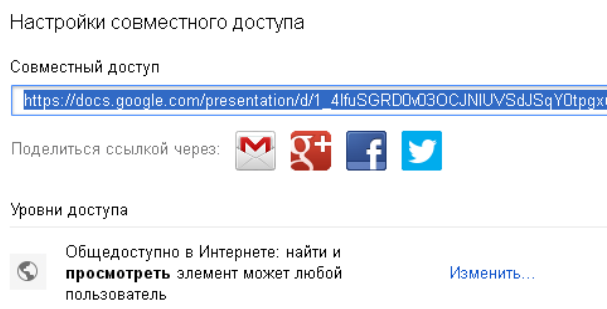 Настройки совместного доступа
Совместный доступ
https://docs.google.com/presentation/d/
Поделиться ссылкой через:
Уровни доступа
Общедоступно в Интернете: найти и
просмотреть элемент может любой Изменить...
пользователь